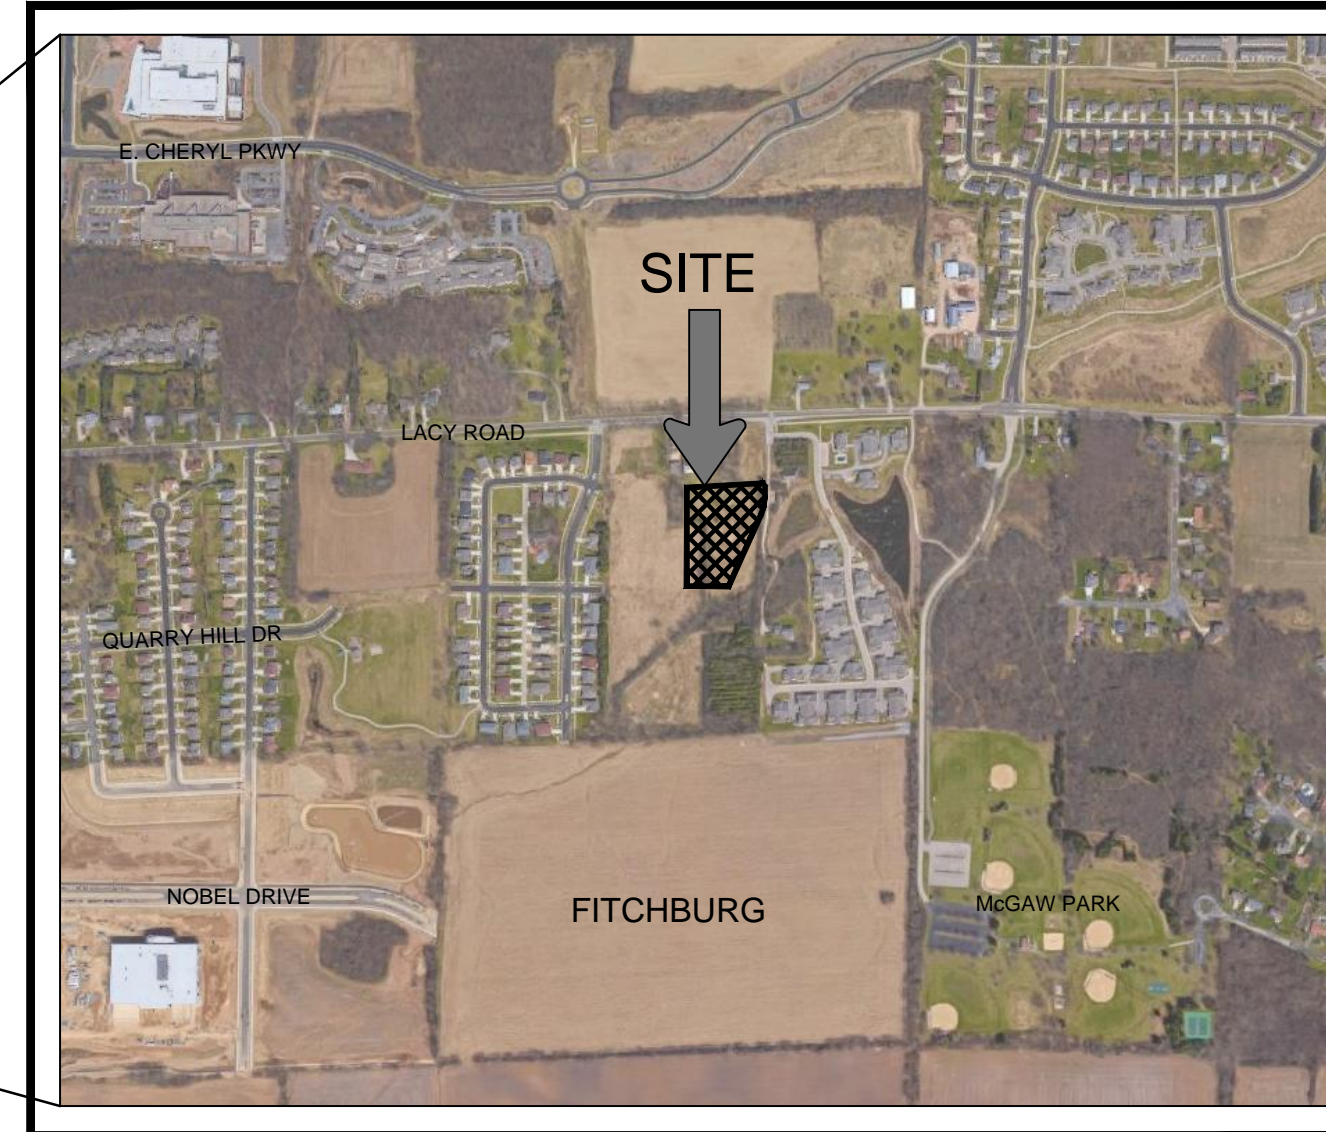 E. CHERYL PKWY
SITE
LACY ROAD
QUARRY HILL DR
NOBEL DRIVE
FITCHBURG
McGAW PARK